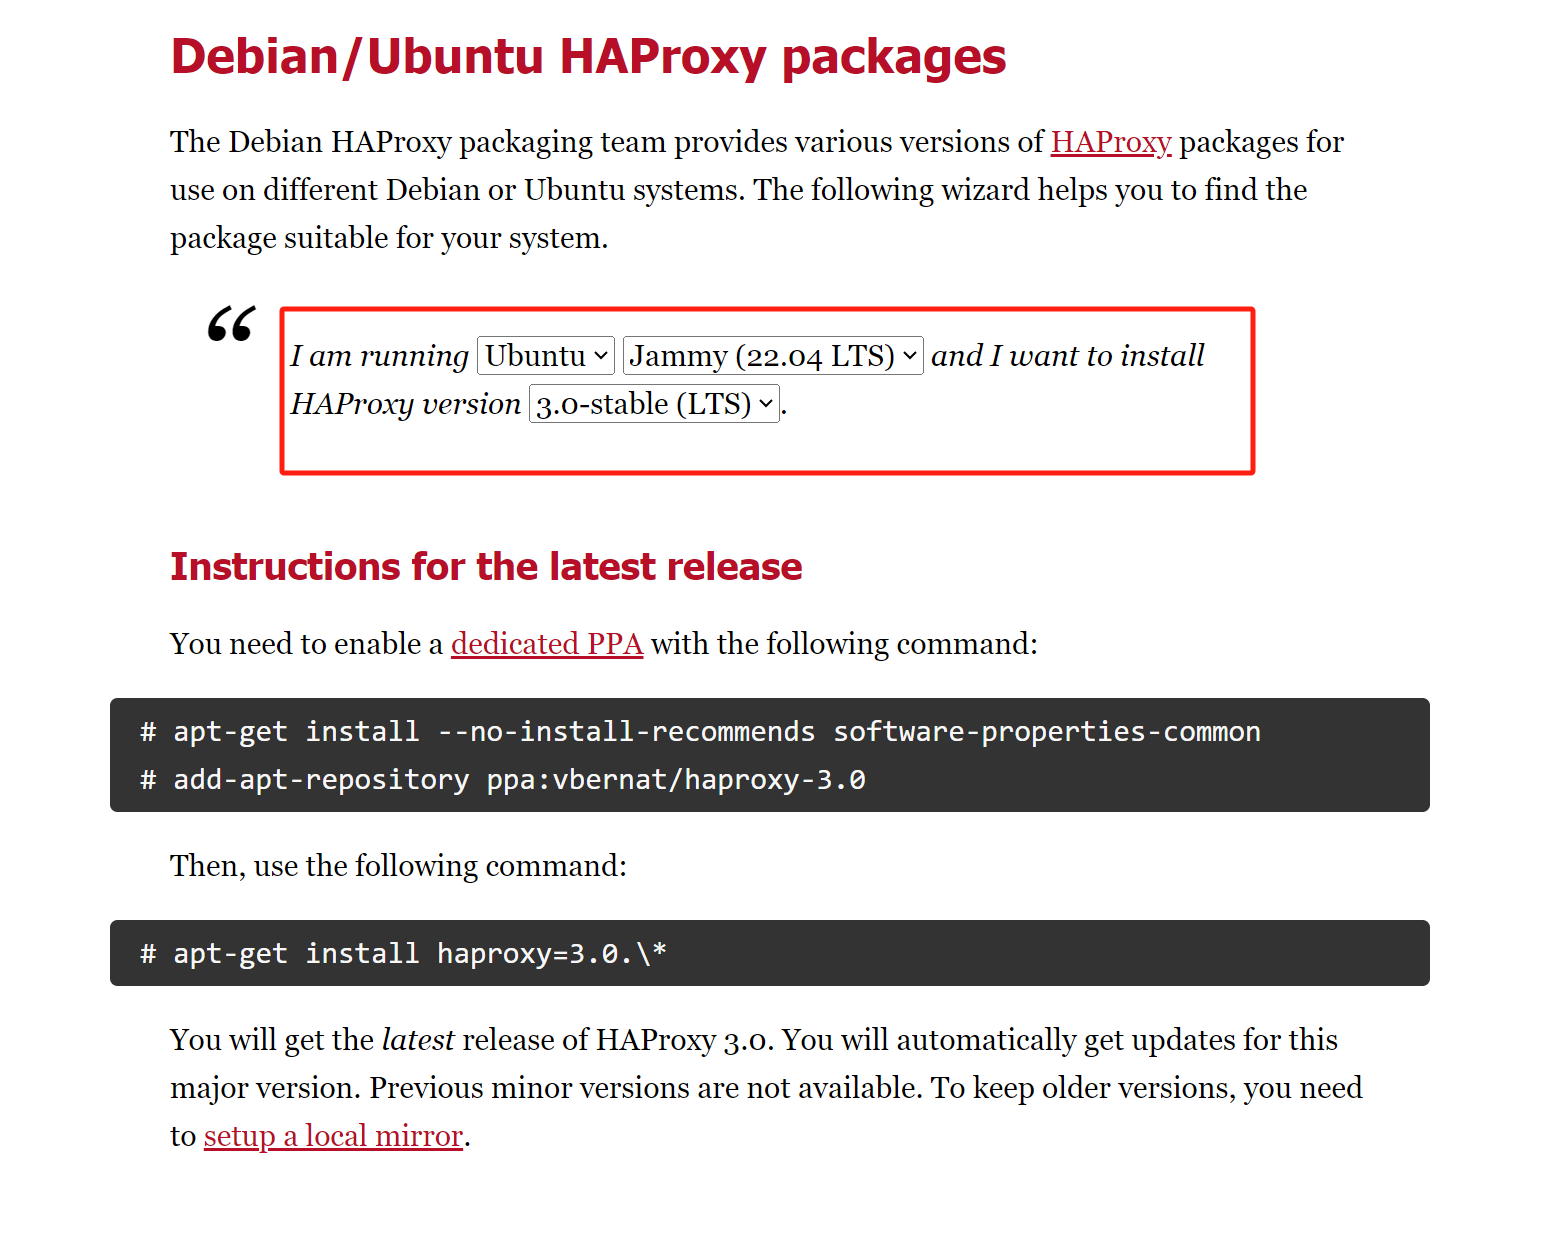 Debian/Ubuntu HAProxy packages
The Debian HAProxy packaging team provides various versions of HAProxy packages for
use on different Debian or Ubuntu systems. The following wizard helps you to find the
package suitable for your system.
“
I am running Ubuntu Jammy (22.04 LTS) and I want to install
HAProxy version 3.0-stable (LTS).
Instructions for the latest release
You need to enable a dedicated PPA with the following command:
# apt-get install --no-install-recommends software-properties-common
# add-apt-repository ppa:vbernat/haproxy-3.0
Then, use the following command:
# apt-get install haproxy=3.0.\*
You will get the latest release of HAProxy 3.0. You will automatically get updates for this
major version. Previous minor versions are not available. To keep older versions, you need
to setup a local mirror.